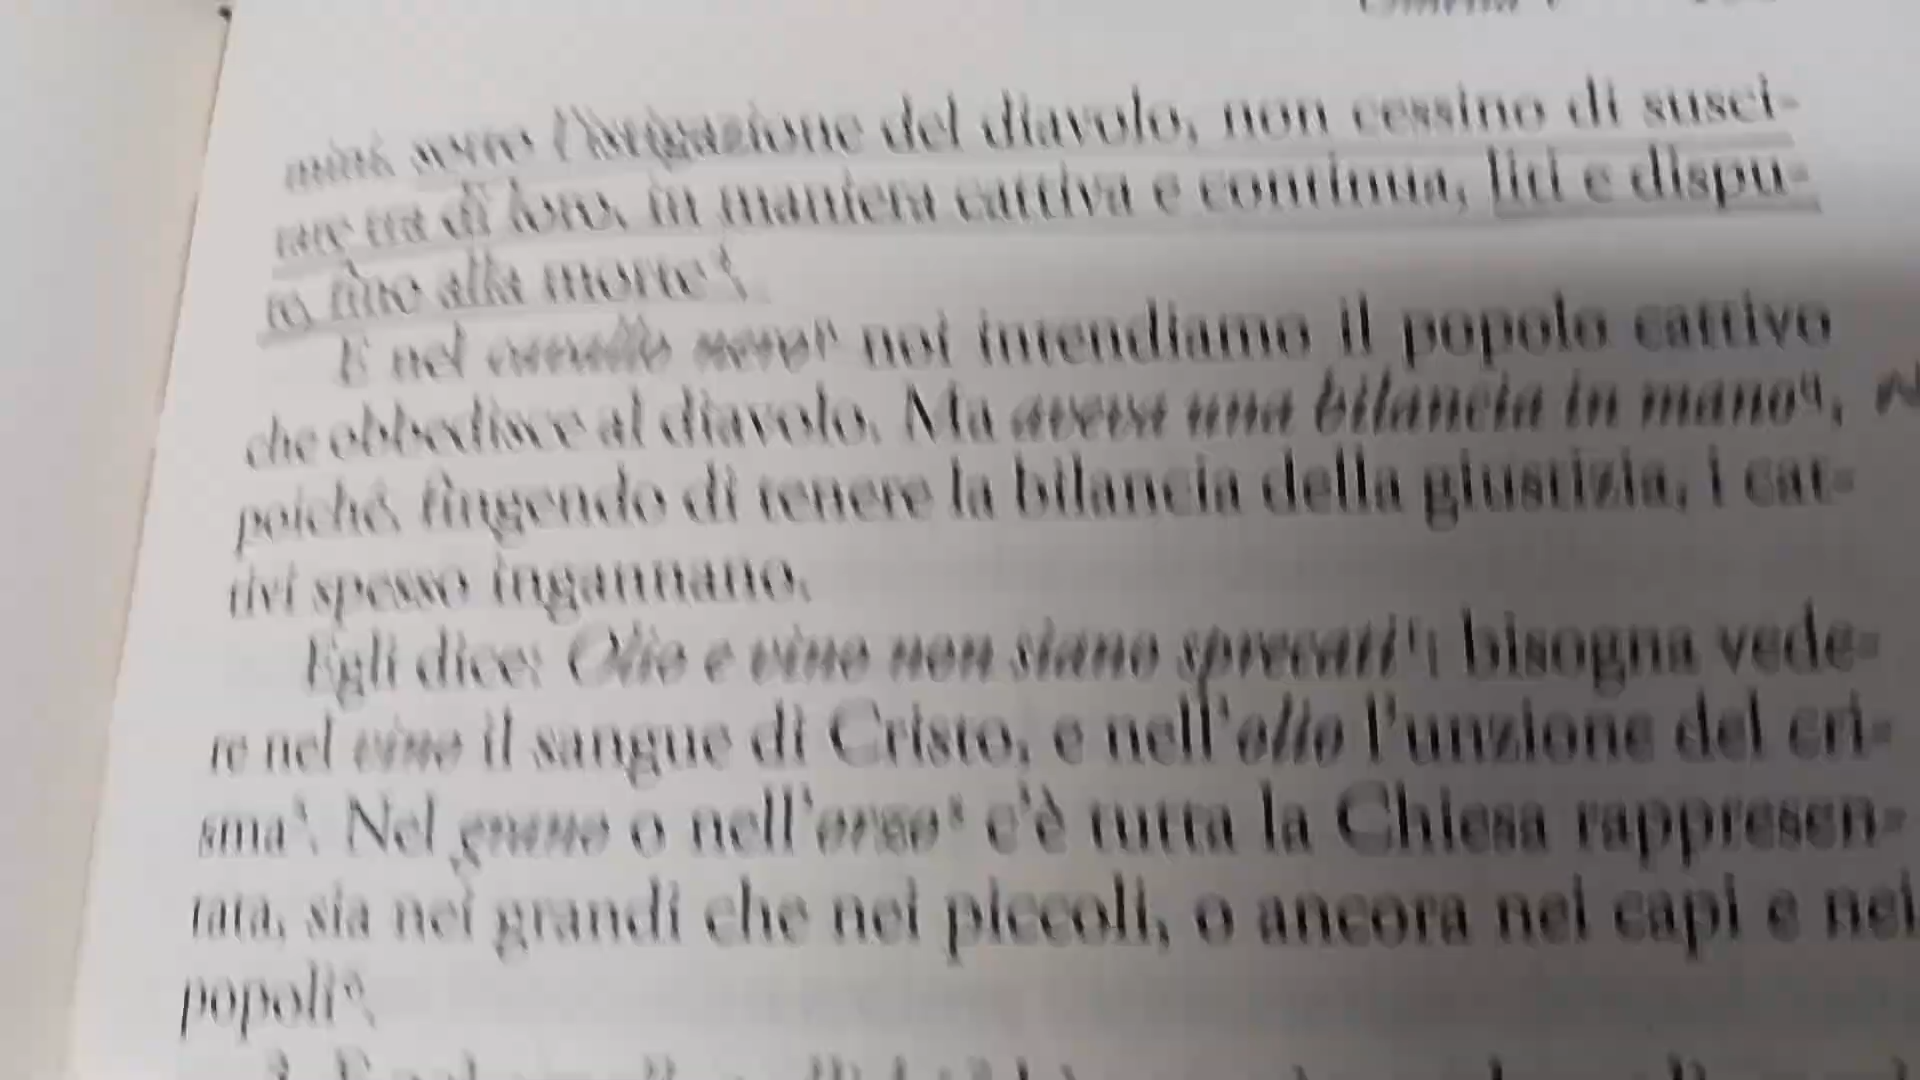 Omelia V
mini, sotto l'istigazione del diavolo, non cessino di susci-
tare tra di loro, in maniera cattiva e continua, liti e dispu-
te, fino alla morte
E nel cavallo nero noi intendiamo il popolo cattivo
che obbedisce al diavolo. Ma aveva una bilancia in mano,
poiché, fingendo di tenere la bilancia della giustizia, i cat-
tivi spesso ingannano.
Egli dice: Olio e vino non siano sprecati: bisogna vede-
re nel vino il sangue di Cristo, e nell'olio l'unzione del cri-
sma. Nel grano o nell'orzo c'è tutta la Chiesa rappresen-
tata, sia nei grandi che nei piccoli, o ancora nei capi e nei
popoli